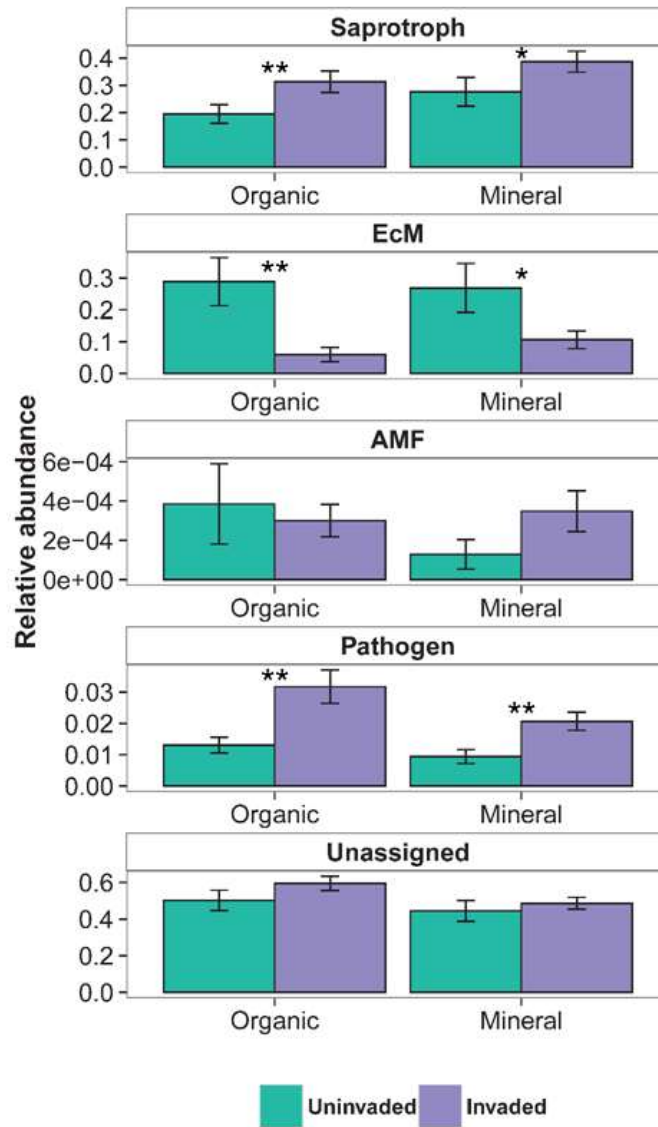 Saprotroph
0.4
0.3
0.2
0.1
0.0
**
*
Organic Mineral
EcM
0.3
0.2
0.1
0.0
**
*
Organic Mineral
AMF
6e−04
4e−04
2e−04
0e+00
Organic Mineral
Relative abundance
Pathogen
0.03
0.02
0.01
0.00
**
**
Organic Mineral
Unassigned
0.6
0.4
0.2
0.0
Organic Mineral
Uninvaded Invaded